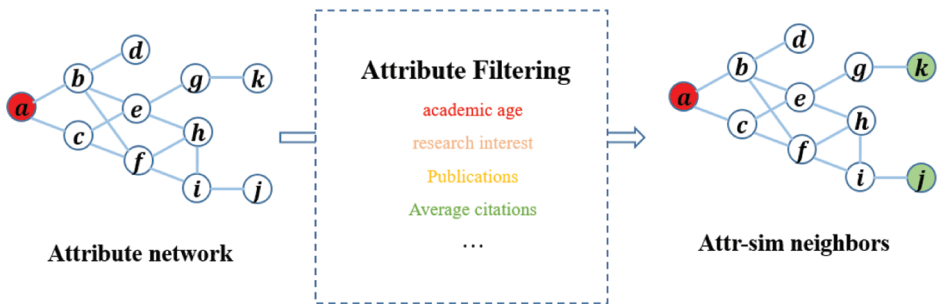 a
b
c
d
e
f
g
h
i
j
k
Attribute network
Attribute Filtering
academic age
research interest
Publications
Average citations
...
a
b
c
d
e
f
g
h
i
j
k
Attr-sim neighbors